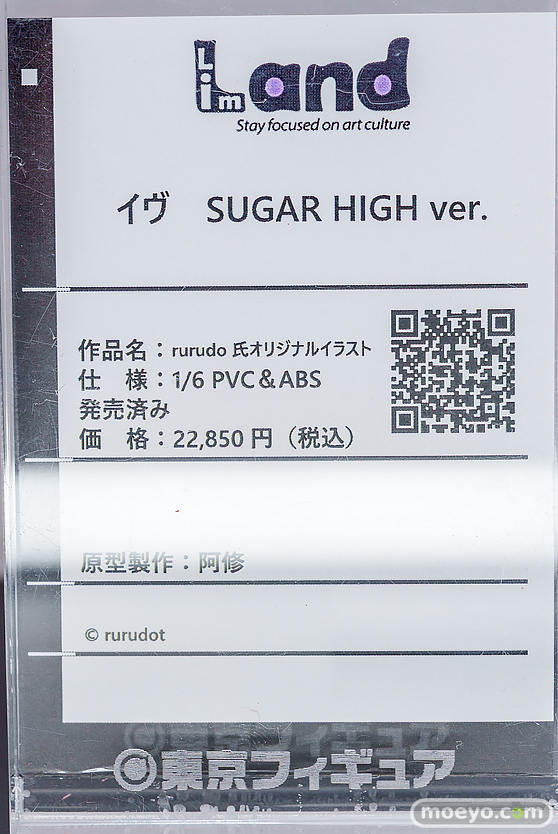 Lim Land
Stay focused on art culture
イヴ　SUGAR HIGH ver.
作品名：rurudo 氏オリジナルイラスト
仕　様：1/6 PVC＆ABS
発売済み
価　格：22,850 円（税込）
原型製作：阿修
© rurudot
東京フィギュア
moeyo.com